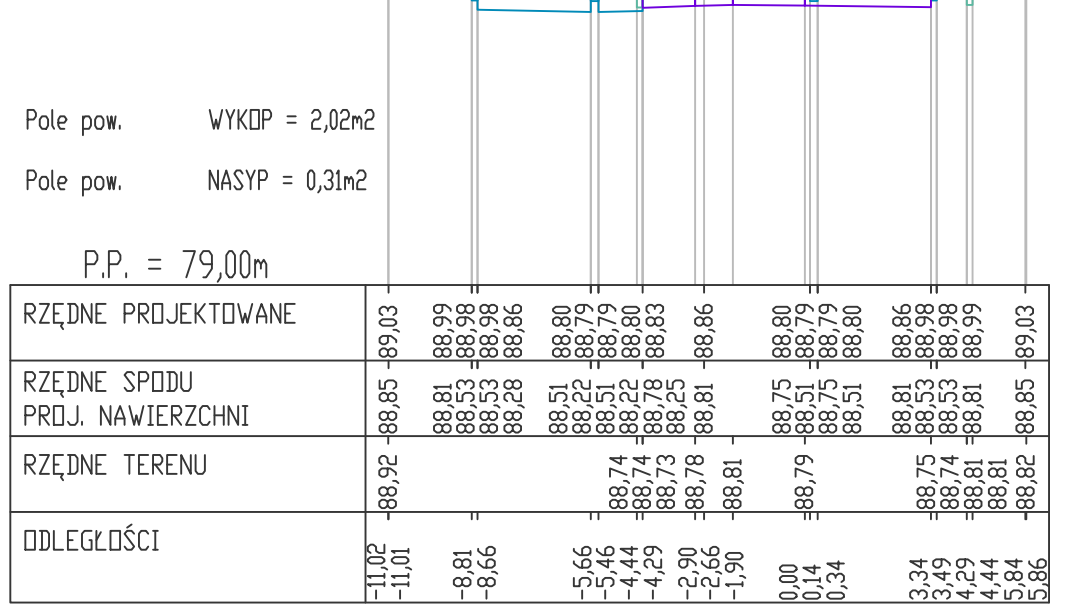 Pole pow. WYKOP = 2,02m2
Pole pow. NASYP = 0,31m2
P.P. = 79,00m
RZĘDNE PROJEKTOWANE 89,03 88,99 88,98 88,98 88,86 88,80 88,79 88,79 88,80 88,83 88,86 88,80 88,79 88,79 88,80 88,86 88,98 88,98 88,99 89,03
RZĘDNE SPODU
PROJ. NAWIERZCHNI 88,85 88,81 88,53 88,53 88,28 88,51 88,22 88,51 88,22 88,78 88,25 88,81 88,75 88,51 88,75 88,51 88,81 88,53 88,53 88,81 88,85
RZĘDNE TERENU 88,92 88,74 88,74 88,73 88,78 88,81 88,79 88,75 88,74 88,81 88,81 88,82
ODLEGŁOŚCI -11,02 -11,01 -8,81 -8,66 -5,66 -5,46 -4,44 -4,29 -2,90 -2,66 -1,90 0,00 0,14 0,34 3,34 3,49 4,29 4,44 5,84 5,86